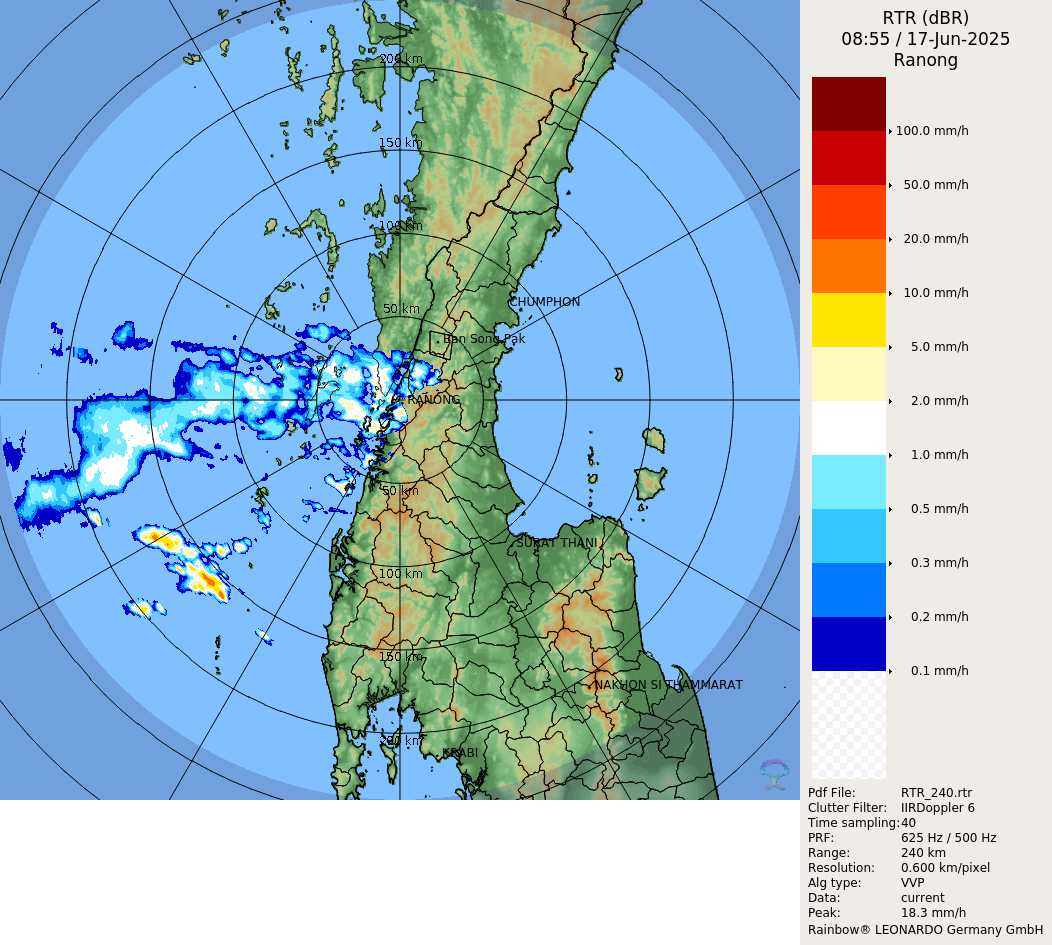 RTR (dBR)
08:55 / 17-Jun-2025
Ranong
200 km
150 km
100 km
50 km
CHUMPHON
Ban Song Pak
RANONG
50 km
SURAT THANI
100 km
150 km
NAKHON SI THAMMARAT
200 km
KRABI
100.0 mm/h
50.0 mm/h
20.0 mm/h
10.0 mm/h
5.0 mm/h
2.0 mm/h
1.0 mm/h
0.5 mm/h
0.3 mm/h
0.2 mm/h
0.1 mm/h
Pdf File: RTR_240.rtr
Clutter Filter: IIRDoppler 6
Time sampling:40
PRF: 625 Hz / 500 Hz
Range: 240 km
Resolution: 0.600 km/pixel
Alg type: VVP
Data: current
Peak: 18.3 mm/h
Rainbow® LEONARDO Germany GmbH